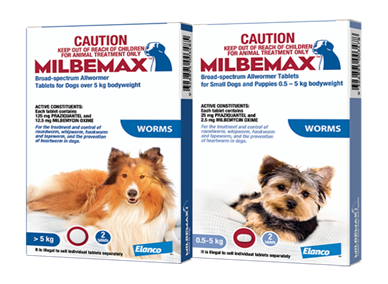 CAUTION
KEEP OUT OF REACH OF CHILDREN
FOR ANIMAL TREATMENT ONLY
MILBEMAX
Broad-spectrum Allwormer
Tablets for Dogs over 5 kg bodyweight
ACTIVE CONSTITUENTS:
Each tablet contains
125 mg PRAZIQUANTEL and
12.5 mg MILBEMYCIN OXIME
For the treatment and control of
roundworm, whipworm, hookworm
and tapeworm, and the prevention
of heartworm in dogs.
WORMS
> 5 kg
2
tablets
Elanco
It is illegal to sell individual tablets separately
MILBEMAX
CAUTION
KEEP OUT OF REACH OF CHILDREN
FOR ANIMAL TREATMENT ONLY
MILBEMAX
Broad-spectrum Allwormer Tablets
for Small Dogs and Puppies 0.5 – 5 kg bodyweight
ACTIVE CONSTITUENTS:
Each tablet contains
25 mg PRAZIQUANTEL and
2.5 mg MILBEMYCIN OXIME
For the treatment and control of
roundworm, whipworm, hookworm and
tapeworm, and the prevention of
heartworm in dogs.
WORMS
0.5-5 kg
2
tablets
Elanco
It is illegal to sell individual tablets separately